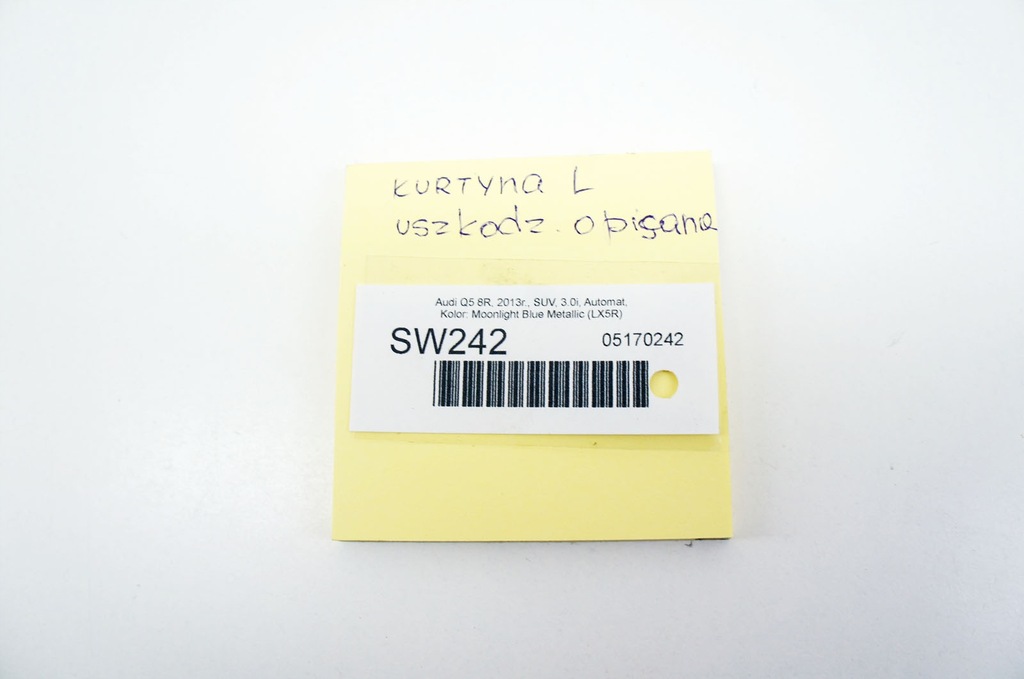 KURTYna L
uszkodz. opisane
Audi Q5 8R, 2013r., SUV, 3.0i, Automat,
Kolor: Moonlight Blue Metallic (LX5R)
SW242 05170242